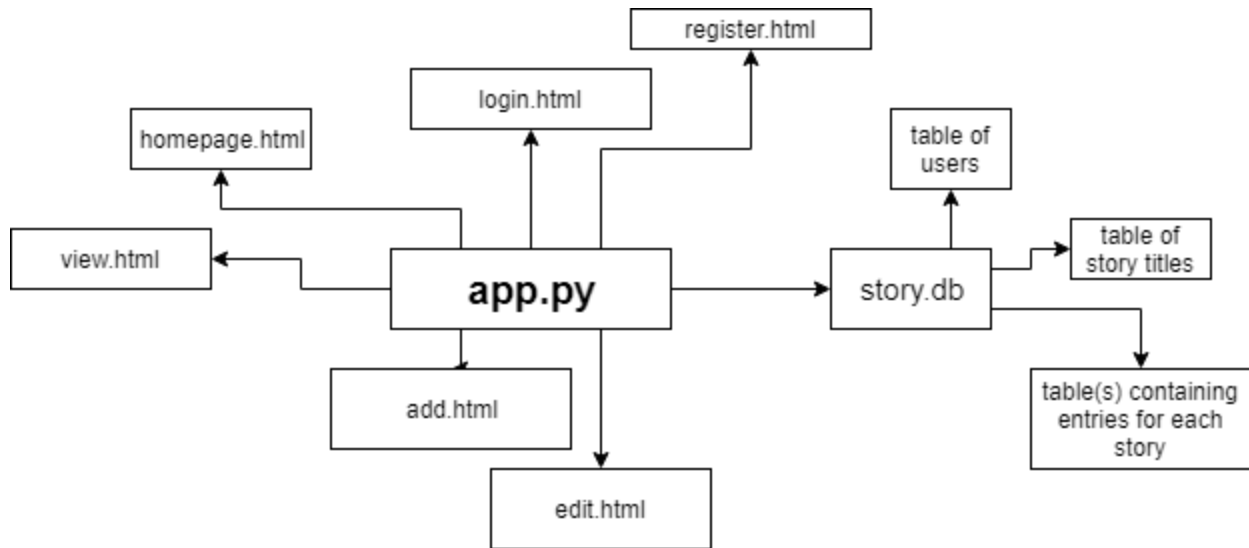 register.html
login.html
homepage.html
table of
users
view.html
table of
story titles
app.py
story.db
add.html
table(s) containing
entries for each
story
edit.html